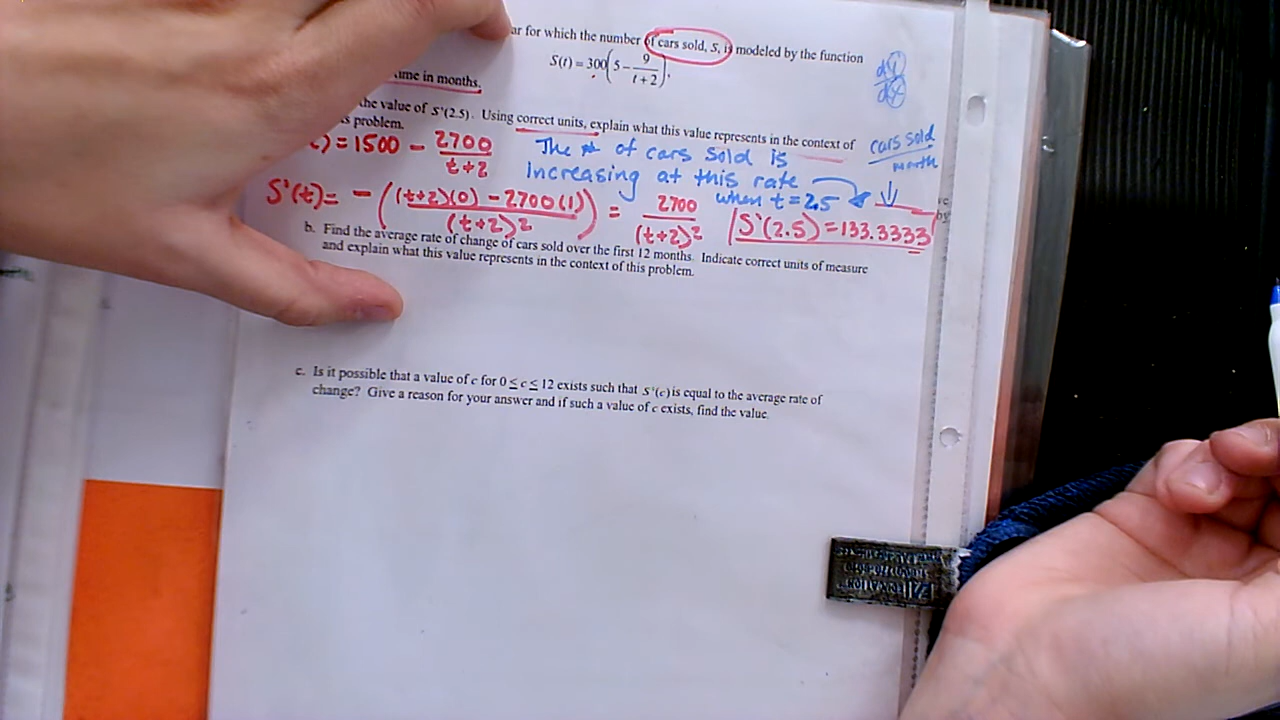 ar for which the number of cars sold, S, is modeled by the function
S(t) = 300(5 - 9/(t+2)),
time in months.
the value of S'(2.5). Using correct units, explain what this value represents in the context of
s problem.
dy/dx
) = 1500 - 2700/(t+2)
The # of cars sold is
increasing at this rate
when t = 2.5
cars sold/month
S'(t) = -((t+2)(0) - 2700(1))/(t+2)² = 2700/(t+2)²
S'(2.5) = 133.3333
b. Find the average rate of change of cars sold over the first 12 months. Indicate correct units of measure
and explain what this value represents in the context of this problem.
c. Is it possible that a value of c for 0 ≤ c ≤ 12 exists such that S'(c) is equal to the average rate of
change? Give a reason for your answer and if such a value of c exists, find the value.